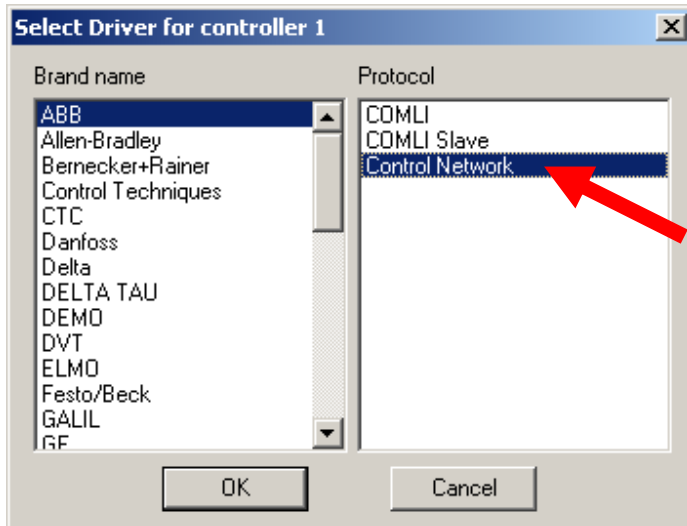 Select Driver for controller 1
Brand name
Protocol
ABB
Allen-Bradley
Bernecker+Rainer
Control Techniques
CTC
Danfoss
Delta
DELTA TAU
DEMO
DVT
ELMO
Festo/Beck
GALIL
GE
COMLI
COMLI Slave
Control Network
OK
Cancel